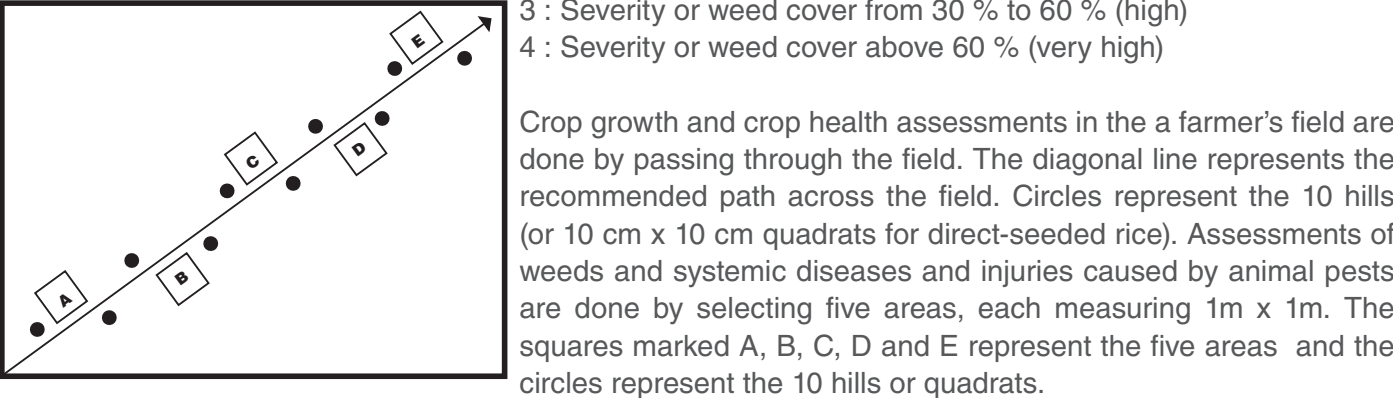 3 : Severity or weed cover from 30 % to 60 % (high)
4 : Severity or weed cover above 60 % (very high)
Crop growth and crop health assessments in the a farmer's field are
done by passing through the field. The diagonal line represents the
recommended path across the field. Circles represent the 10 hills
(or 10 cm x 10 cm quadrats for direct-seeded rice). Assessments of
weeds and systemic diseases and injuries caused by animal pests
are done by selecting five areas, each measuring 1m x 1m. The
squares marked A, B, C, D and E represent the five areas and the
circles represent the 10 hills or quadrats.
A
B
C
D
E